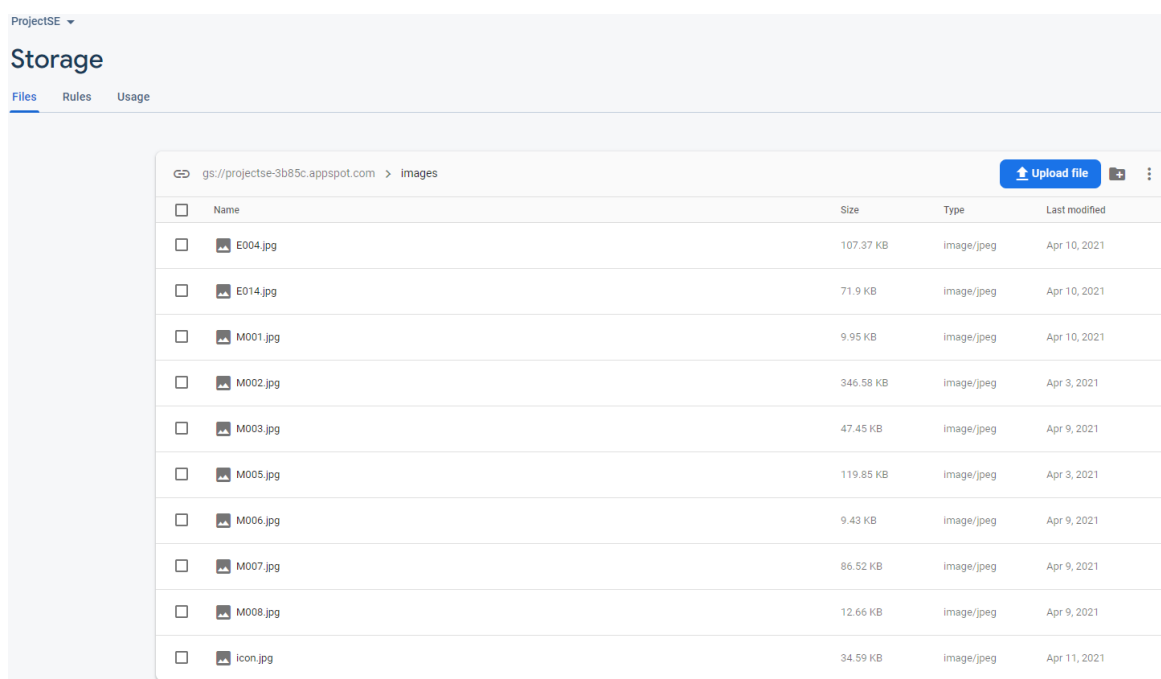 ProjectSE
Storage
Files Rules Usage
gs://projectse-3b85c.appspot.com > images Upload file
Name Size Type Last modified
E004.jpg 107.37 KB image/jpeg Apr 10, 2021
E014.jpg 71.9 KB image/jpeg Apr 10, 2021
M001.jpg 9.95 KB image/jpeg Apr 10, 2021
M002.jpg 346.58 KB image/jpeg Apr 3, 2021
M003.jpg 47.45 KB image/jpeg Apr 9, 2021
M005.jpg 119.85 KB image/jpeg Apr 3, 2021
M006.jpg 9.43 KB image/jpeg Apr 9, 2021
M007.jpg 86.52 KB image/jpeg Apr 9, 2021
M008.jpg 12.66 KB image/jpeg Apr 9, 2021
icon.jpg 34.59 KB image/jpeg Apr 11, 2021